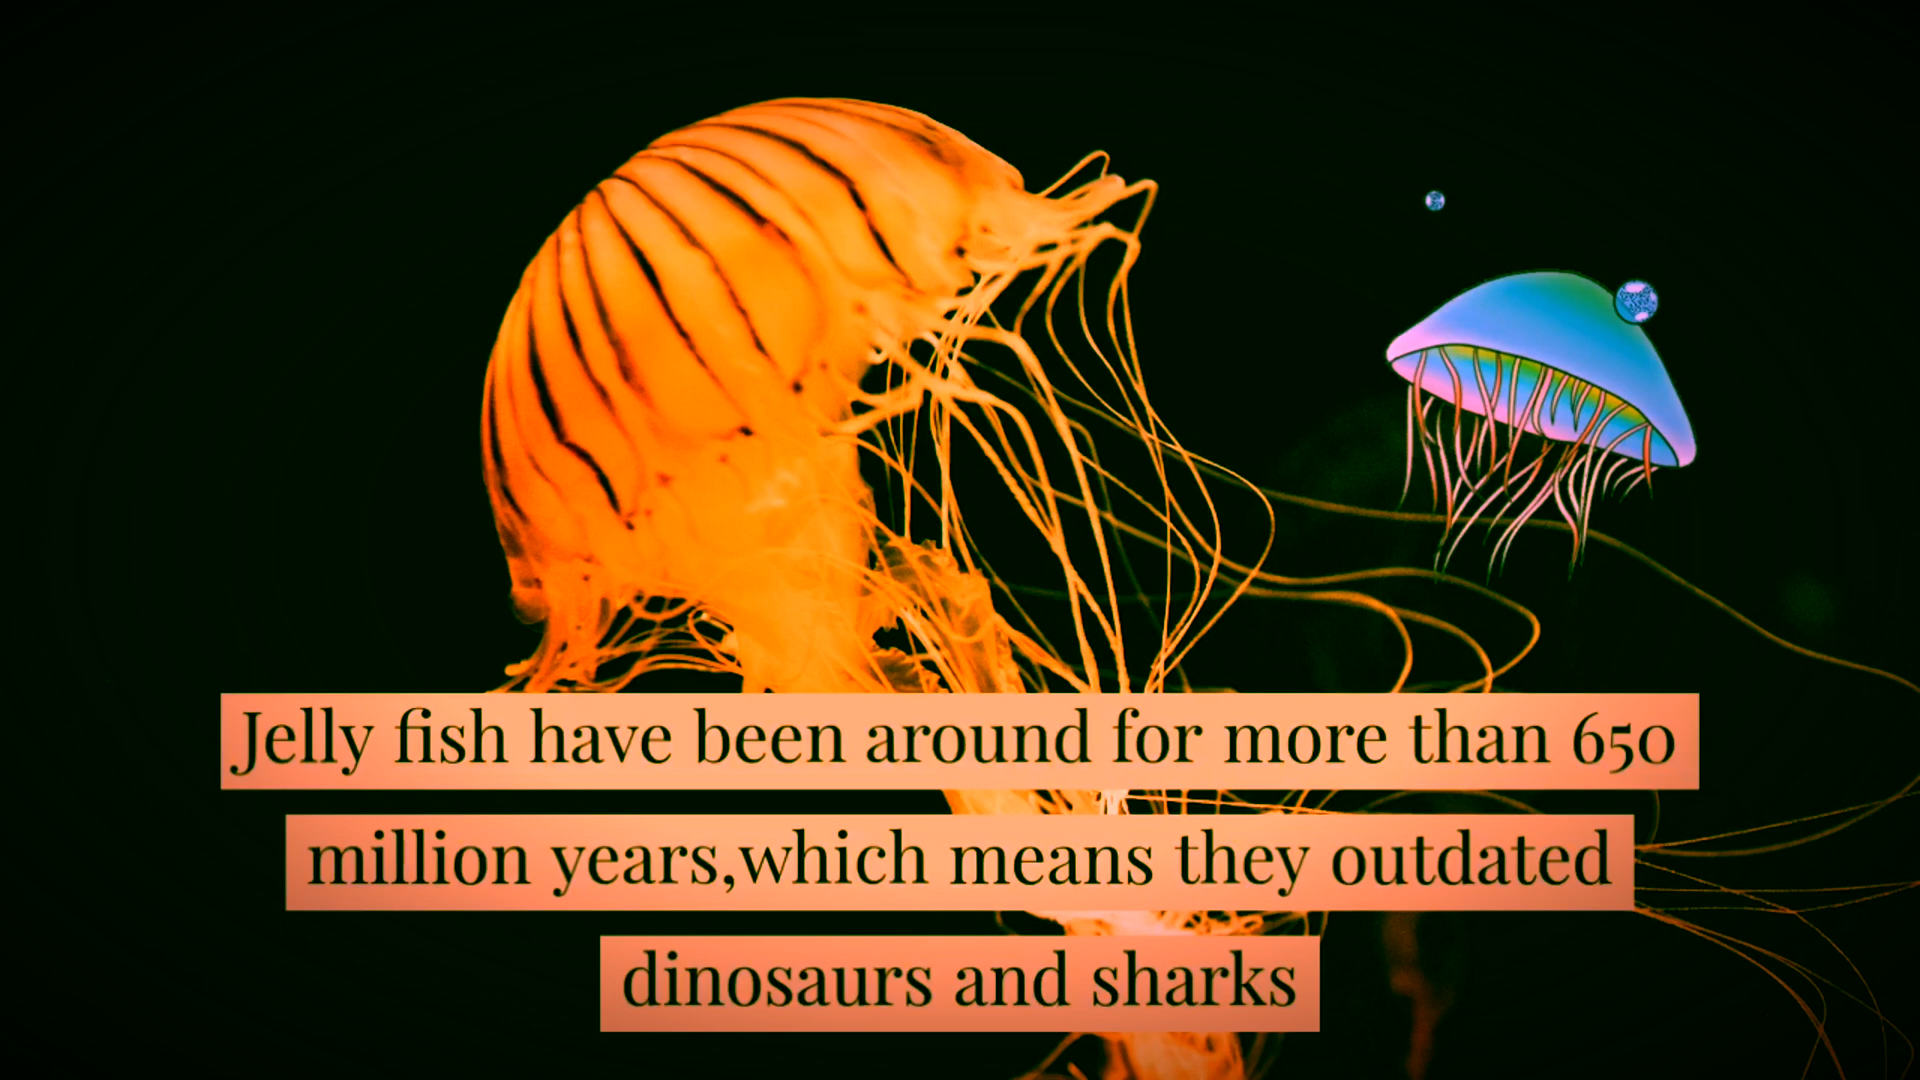 Jelly fish have been around for more than 650
million years,which means they outdated
dinosaurs and sharks